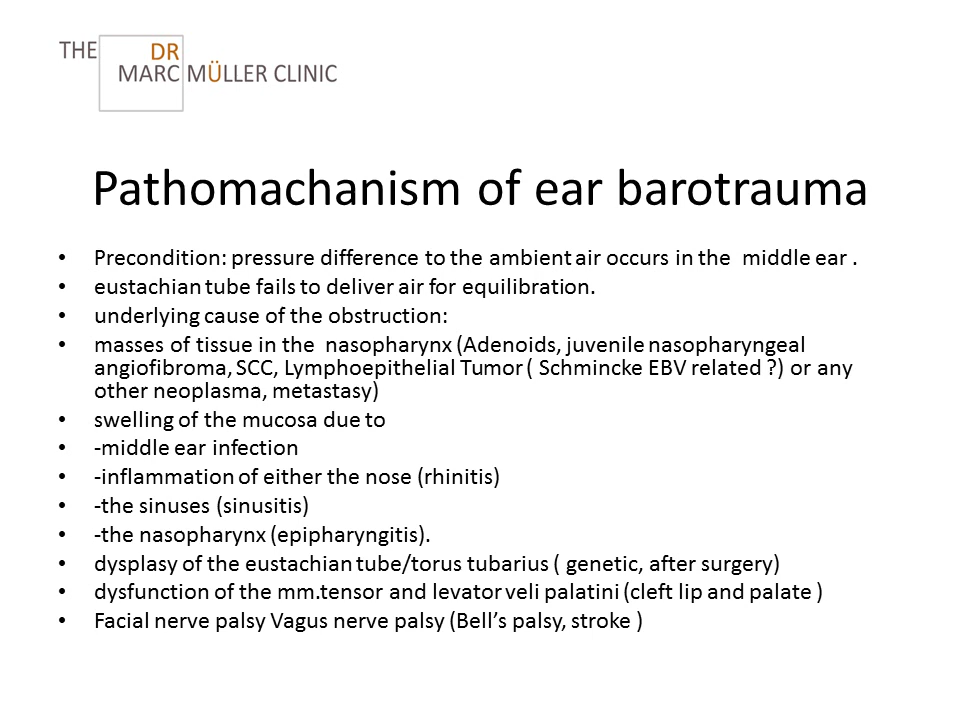 THE DR
MARC MÜLLER CLINIC
Pathomachanism of ear barotrauma
• Precondition: pressure difference to the ambient air occurs in the  middle ear .
• eustachian tube fails to deliver air for equilibration.
• underlying cause of the obstruction:
• masses of tissue in the  nasopharynx (Adenoids, juvenile nasopharyngeal
angiofibroma, SCC, Lymphoepithelial Tumor ( Schmincke EBV related ?) or any
other neoplasma, metastasy)
• swelling of the mucosa due to
• -middle ear infection
• -inflammation of either the nose (rhinitis)
• -the sinuses (sinusitis)
• -the nasopharynx (epipharyngitis).
• dysplasy of the eustachian tube/torus tubarius ( genetic, after surgery)
• dysfunction of the mm.tensor and levator veli palatini (cleft lip and palate )
• Facial nerve palsy Vagus nerve palsy (Bell’s palsy, stroke )